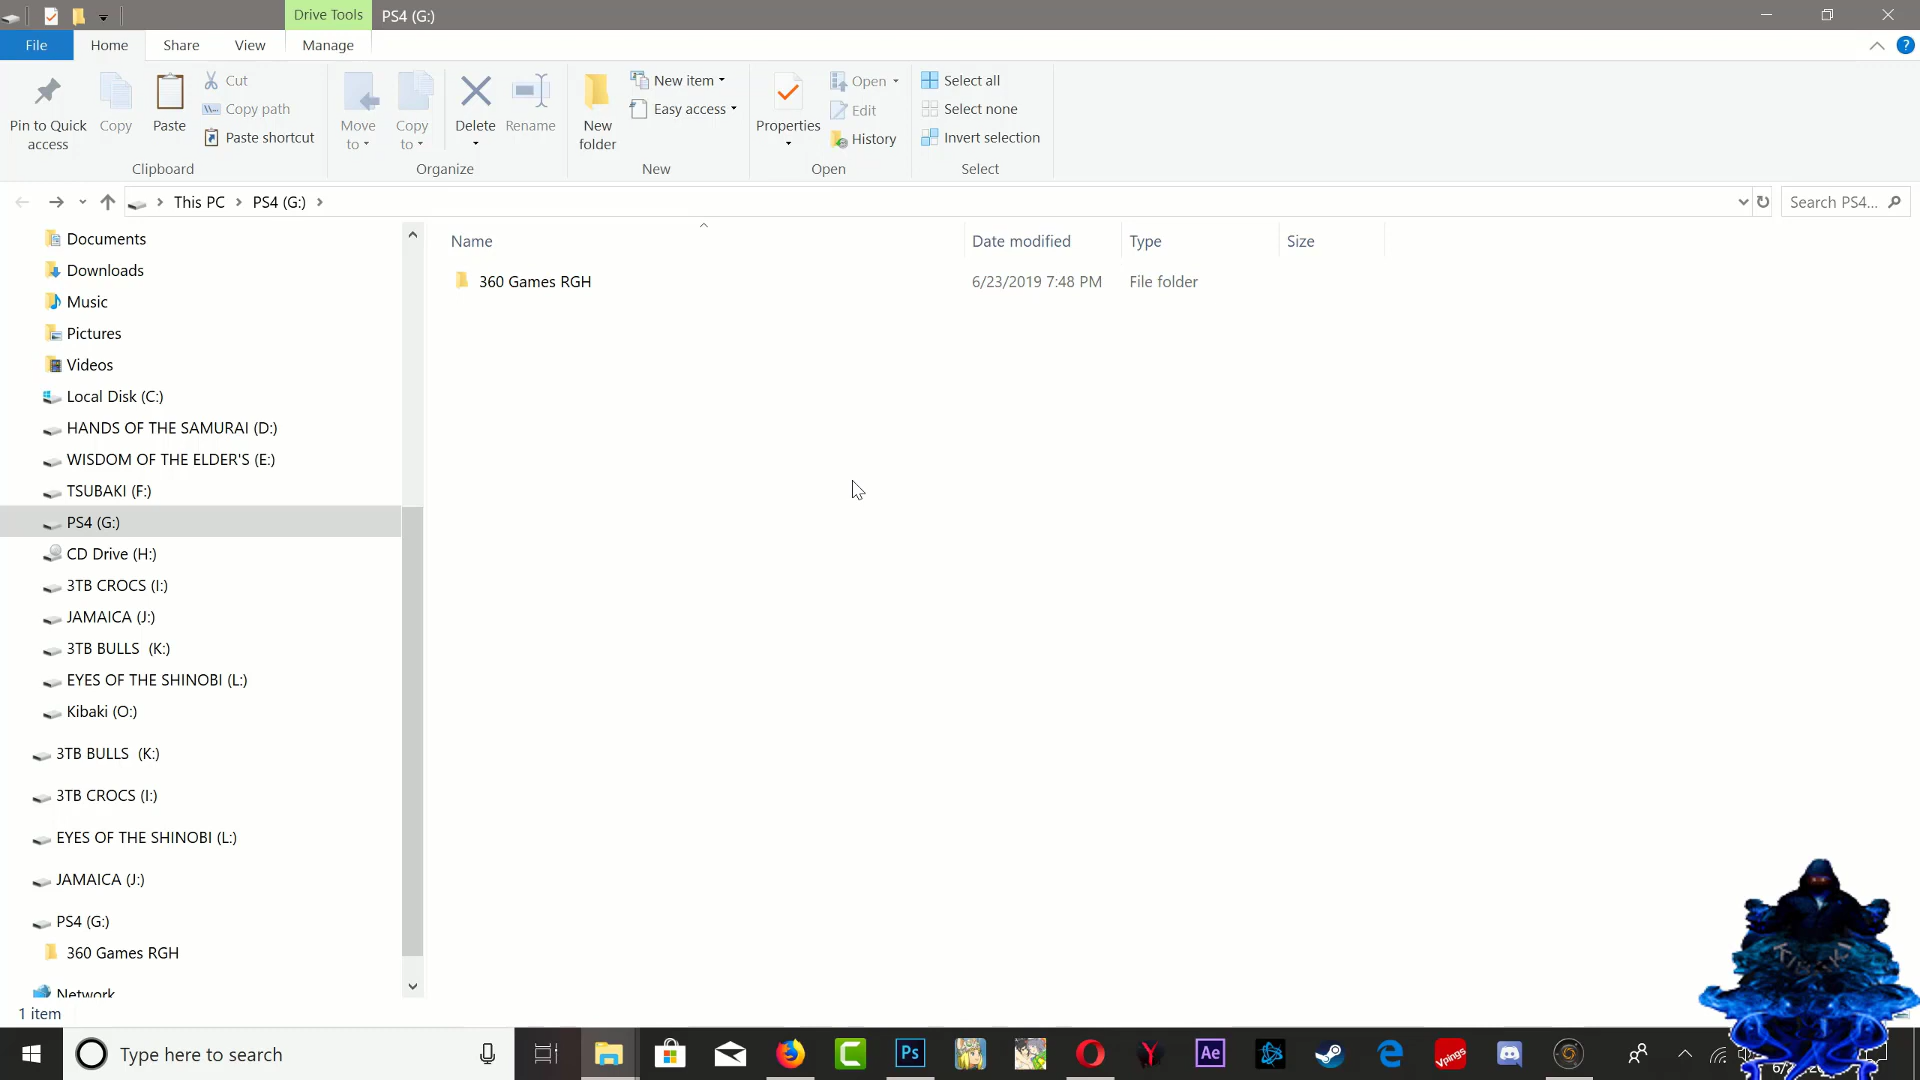 Drive Tools PS4 (G:)
File Home Share View Manage
Pin to Quick access Copy Paste Cut Copy path Paste shortcut Move to Copy to Delete Rename New folder New item Easy access Properties Open Edit History Select all Select none Invert selection
Clipboard Organize New Open Select
This PC PS4 (G:) Search PS4...
Name Date modified Type Size
360 Games RGH 6/23/2019 7:48 PM File folder
Documents
Downloads
Music
Pictures
Videos
Local Disk (C:)
HANDS OF THE SAMURAI (D:)
WISDOM OF THE ELDER'S (E:)
TSUBAKI (F:)
PS4 (G:)
CD Drive (H:)
3TB CROCS (I:)
JAMAICA (J:)
3TB BULLS (K:)
EYES OF THE SHINOBI (L:)
Kibaki (O:)
3TB BULLS (K:)
3TB CROCS (I:)
EYES OF THE SHINOBI (L:)
JAMAICA (J:)
PS4 (G:)
360 Games RGH
Network
1 item
Type here to search Ps Ae Vpings